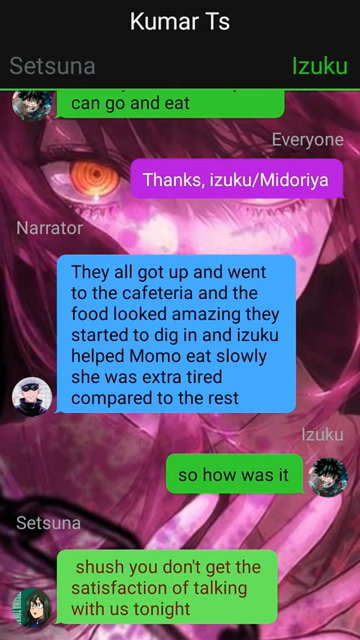 Kumar Ts
Setsuna
Izuku
can go and eat
Everyone
Thanks, izuku/Midoriya
Narrator
They all got up and went
to the cafeteria and the
food looked amazing they
started to dig in and izuku
helped Momo eat slowly
she was extra tired
compared to the rest
Izuku
so how was it
Setsuna
shush you don't get the
satisfaction of talking
with us tonight